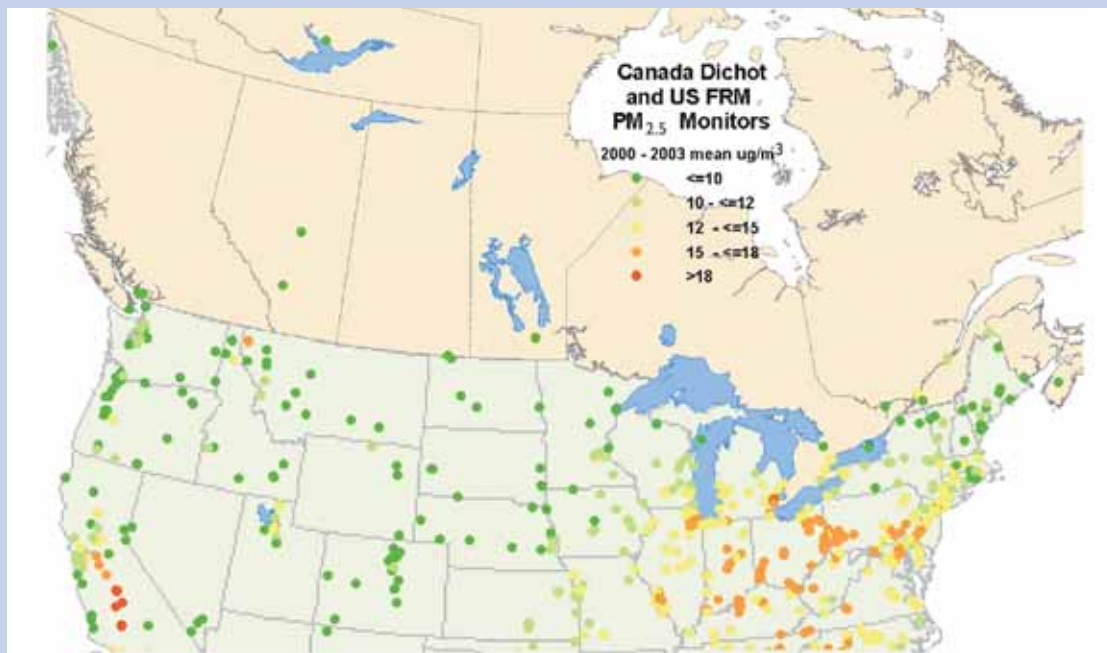 Canada Dichot
and US FRM
PM2.5 Monitors
2000 - 2003 mean ug/m3
<=10
10 - <=12
12 - <=15
15 - <=18
>18